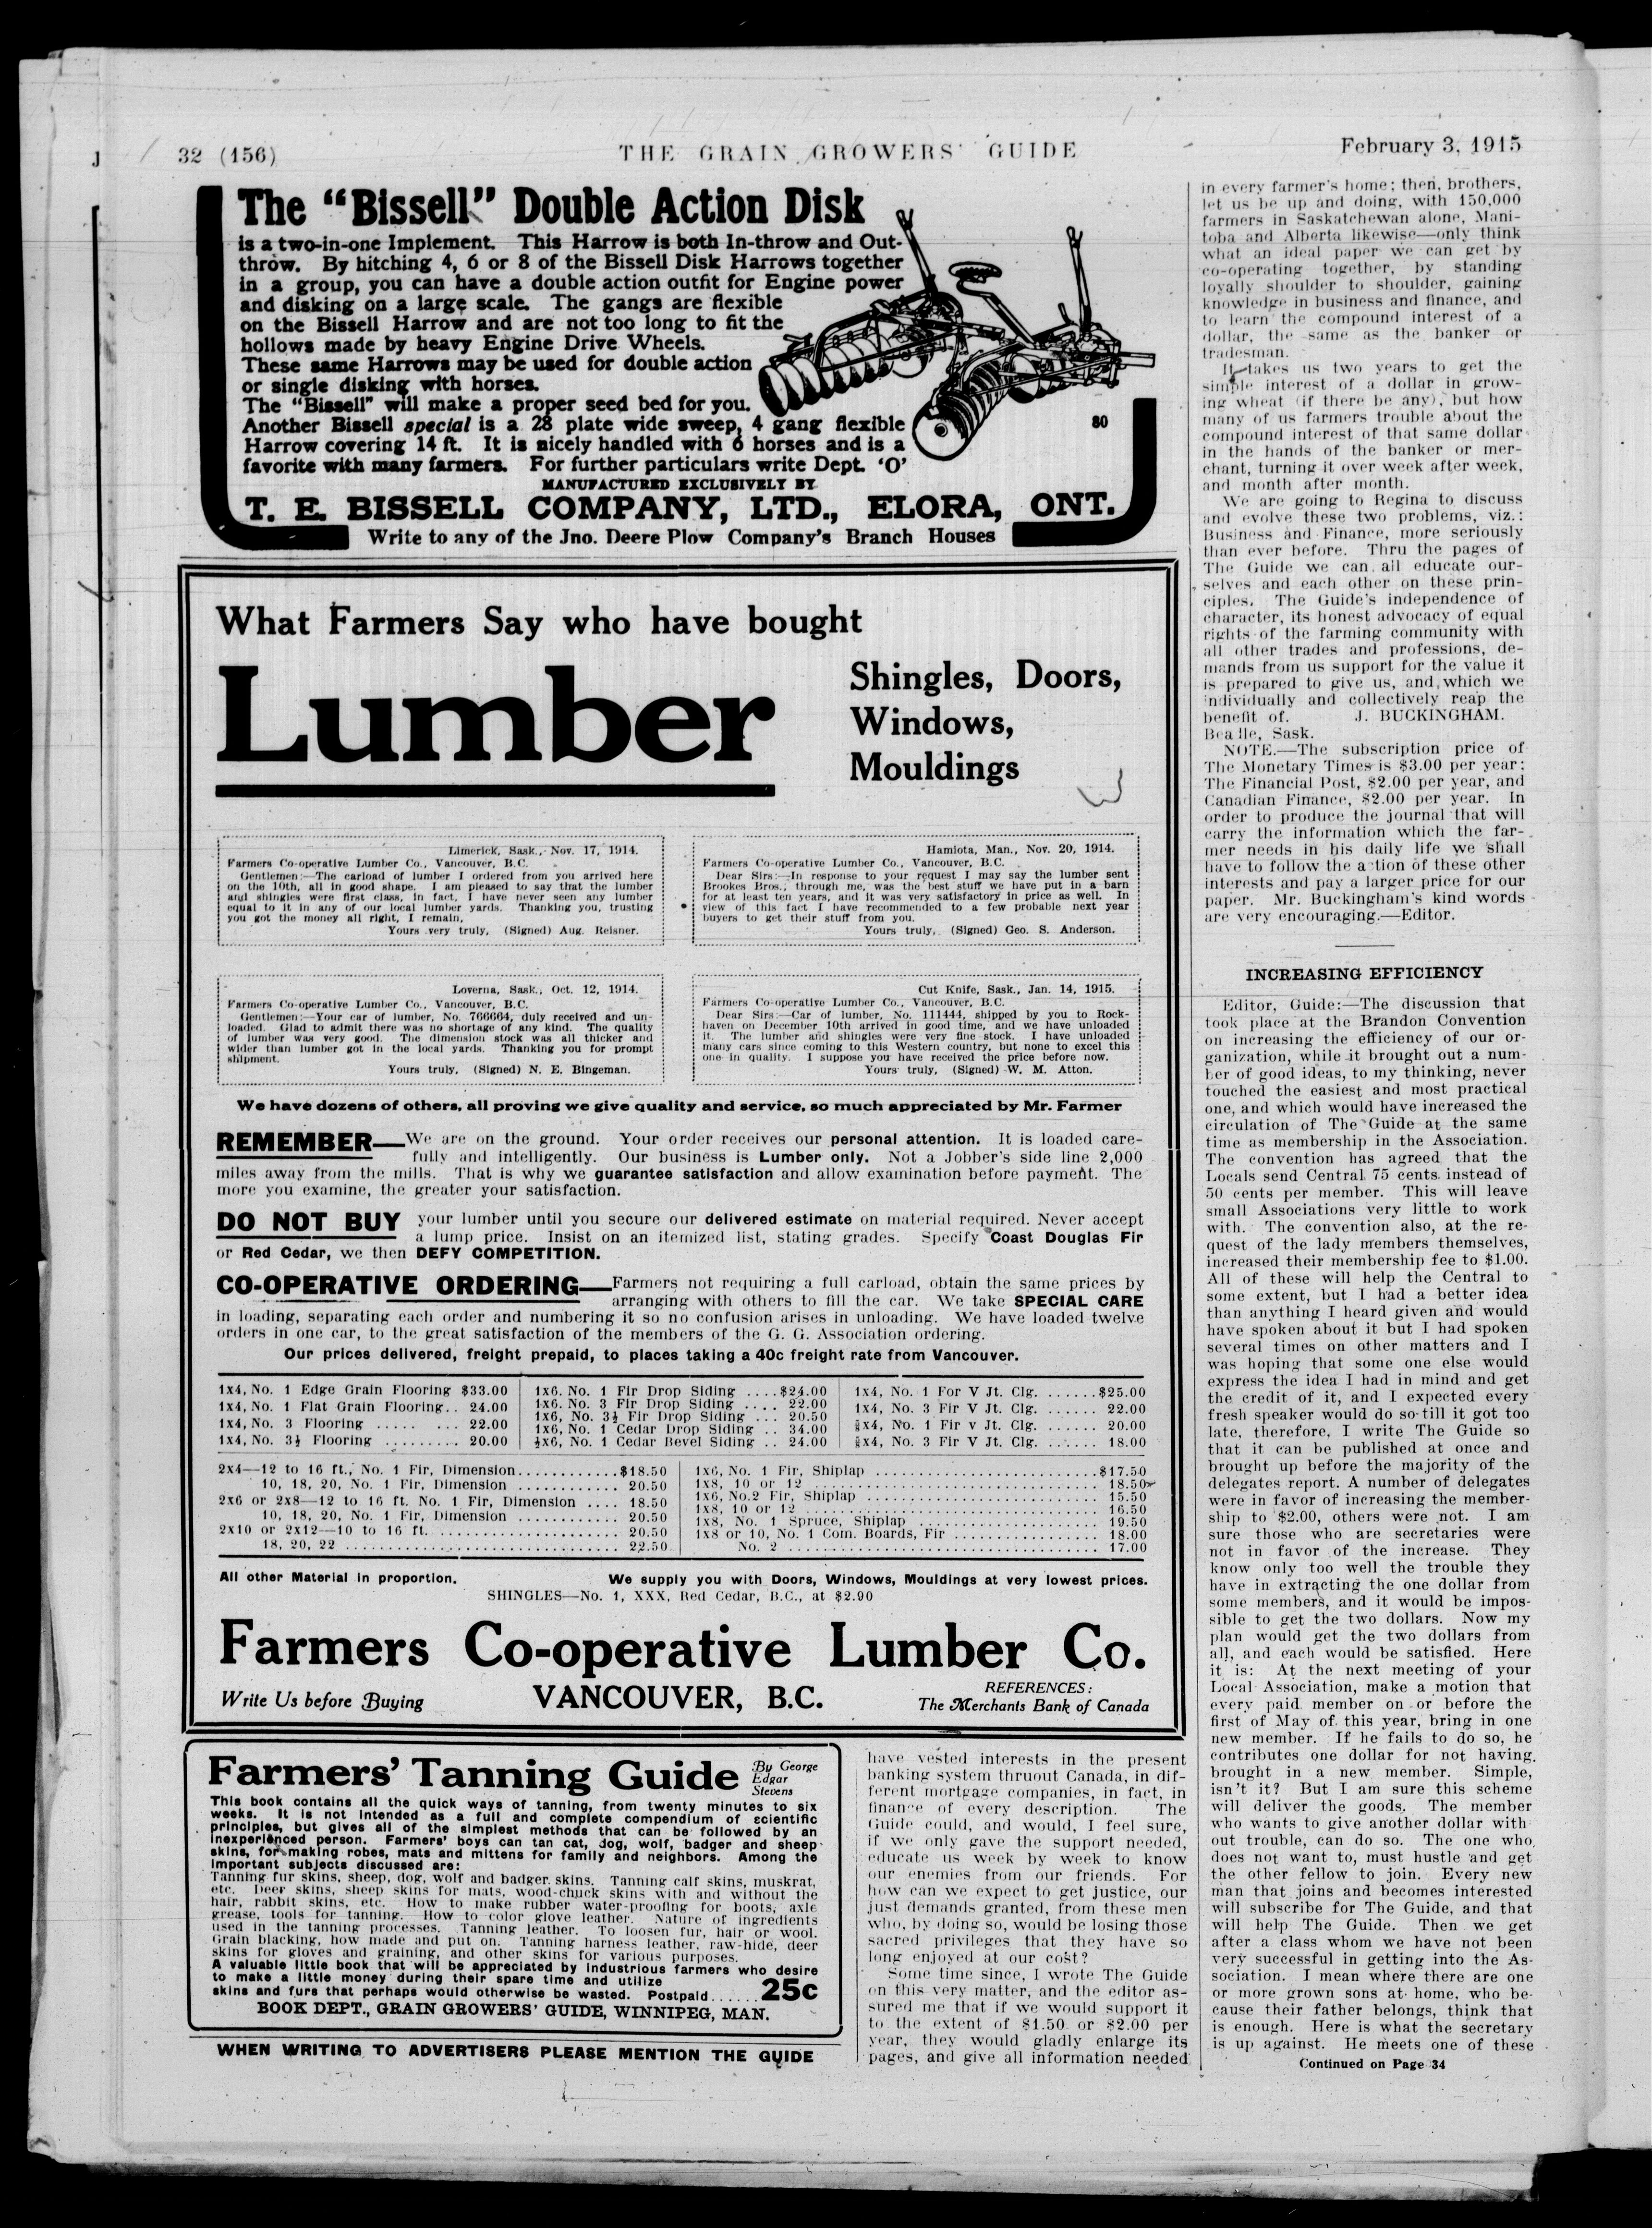 32 (156)
THE GRAIN GROWERS' GUIDE
February 3, 1915
The "Bissell" Double Action Disk
is a two-in-one Implement. This Harrow is both In-throw and Out-
throw. By hitching 4, 6 or 8 of the Bissell Disk Harrows together
in a group, you can have a double action outfit for Engine power
and disking on a large scale. The gangs are flexible
on the Bissell Harrow and are not too long to fit the
hollows made by heavy Engine Drive Wheels.
These same Harrows may be used for double action
or single disking with horses.
The "Bissell" will make a proper seed bed for you.
Another Bissell special is a 28 plate wide sweep, 4 gang flexible
Harrow covering 14 ft. It is nicely handled with 6 horses and is a
favorite with many farmers. For further particulars write Dept. 'O'
80
MANUFACTURED EXCLUSIVELY BY
T. E. BISSELL COMPANY, LTD., ELORA, ONT.
Write to any of the Jno. Deere Plow Company's Branch Houses
What Farmers Say who have bought
Lumber
Shingles, Doors,
Windows,
Mouldings
Limerick, Sask., Nov. 17, 1914.
Farmers Co-operative Lumber Co., Vancouver, B.C.
Gentlemen:—The carload of lumber I ordered from you arrived here
on the 10th, all in good shape. I am pleased to say that the lumber
and shingles were first class, in fact, I have never seen any lumber
equal to it in any of our local lumber yards. Thanking you, trusting
you got the money all right, I remain,
Yours very truly, (Signed) Aug. Reisner.
Hamiota, Man., Nov. 20, 1914.
Farmers Co-operative Lumber Co., Vancouver, B.C.
Dear Sirs:—In response to your request I may say the lumber sent
Brookes Bros., through me, was the best stuff we have put in a barn
for at least ten years, and it was very satisfactory in price as well. In
view of this fact I have recommended to a few probable next year
buyers to get their stuff from you.
Yours truly, (Signed) Geo. S. Anderson.
Loverna, Sask., Oct. 12, 1914.
Farmers Co-operative Lumber Co., Vancouver, B.C.
Gentlemen:—Your car of lumber, No. 766664, duly received and un-
loaded. Glad to admit there was no shortage of any kind. The quality
of lumber was very good. The dimension stock was all thicker and
wider than lumber got in the local yards. Thanking you for prompt
shipment.
Yours truly, (Signed) N. E. Bingeman.
Cut Knife, Sask., Jan. 14, 1915.
Farmers Co-operative Lumber Co., Vancouver, B.C.
Dear Sirs:—Car of lumber, No. 111444, shipped by you to Rock-
haven on December 10th arrived in good time, and we have unloaded
it. The lumber and shingles were very fine stock. I have unloaded
many cars since coming to this Western country, but none to excel this
one in quality. I suppose you have received the price before now.
Yours truly, (Signed) W. M. Atton.
We have dozens of others, all proving we give quality and service, so much appreciated by Mr. Farmer
REMEMBER—We are on the ground. Your order receives our personal attention. It is loaded care-
fully and intelligently. Our business is Lumber only. Not a Jobber's side line 2,000
miles away from the mills. That is why we guarantee satisfaction and allow examination before payment. The
more you examine, the greater your satisfaction.
DO NOT BUY your lumber until you secure our delivered estimate on material required. Never accept
a lump price. Insist on an itemized list, stating grades. Specify Coast Douglas Fir
or Red Cedar, we then DEFY COMPETITION.
CO-OPERATIVE ORDERING—Farmers not requiring a full carload, obtain the same prices by
arranging with others to fill the car. We take SPECIAL CARE
in loading, separating each order and numbering it so no confusion arises in unloading. We have loaded twelve
orders in one car, to the great satisfaction of the members of the G. G. Association ordering.
Our prices delivered, freight prepaid, to places taking a 40c freight rate from Vancouver.
1x4, No. 1 Edge Grain Flooring $33.00
1x4, No. 1 Flat Grain Flooring.. 24.00
1x4, No. 3 Flooring ..... ... 22.00
1x4, No. 3½ Flooring ......... 20.00
1x6. No. 1 Fir Drop Siding ....$24.00
1x6. No. 3 Fir Drop Siding .... 22.00
1x6, No. 3½ Fir Drop Siding ... 20.50
1x6, No. 1 Cedar Drop Siding .. 34.00
½x6, No. 1 Cedar Bevel Siding .. 24.00
1x4, No. 1 For V Jt. Clg. ......$25.00
1x4, No. 3 Fir V Jt. Clg. ...... 22.00
⅝x4, No. 1 Fir v Jt. Clg. ...... 20.00
⅝x4, No. 3 Fir V Jt. Clg. ...... 18.00
2x4—12 to 16 ft., No. 1 Fir, Dimension............$18.50
10, 18, 20, No. 1 Fir, Dimension ............ 20.50
2x6 or 2x8—12 to 16 ft. No. 1 Fir, Dimension .... 18.50
10, 18, 20, No. 1 Fir, Dimension ............ 20.50
2x10 or 2x12—10 to 16 ft. ...................... 20.50
18, 20, 22 ................................. 22.50
1x6, No. 1 Fir, Shiplap ..........................$17.50
1x8, 10 or 12 .................................... 18.50
1x6, No.2 Fir, Shiplap ........................... 15.50
1x8, 10 or 12..................................... 16.50
1x8, No. 1 Spruce, Shiplap ....................... 19.50
1x8 or 10, No. 1 Com. Boards, Fir ................ 18.00
No. 2 ..................................... 17.00
All other Material in proportion.
We supply you with Doors, Windows, Mouldings at very lowest prices.
SHINGLES—No. 1, XXX, Red Cedar, B.C., at $2.90
Farmers Co-operative Lumber Co.
Write Us before Buying
VANCOUVER, B.C.
REFERENCES:
The Merchants Bank of Canada
Farmers' Tanning Guide
By George
Edgar
Stevens
This book contains all the quick ways of tanning, from twenty minutes to six
weeks. It is not intended as a full and complete compendium of scientific
principles, but gives all of the simplest methods that can be followed by an
inexperienced person. Farmers' boys can tan cat, dog, wolf, badger and sheep
skins, for making robes, mats and mittens for family and neighbors. Among the
important subjects discussed are:
Tanning fur skins, sheep, dog, wolf and badger skins. Tanning calf skins, muskrat,
etc. Deer skins, sheep skins for mats, wood-chuck skins with and without the
hair, rabbit skins, etc. How to make rubber water-proofing for boots, axle
grease, tools for tanning. How to color glove leather. Nature of ingredients
used in the tanning processes. Tanning leather. To loosen fur, hair or wool.
Grain blacking, how made and put on. Tanning harness leather, raw-hide, deer
skins for gloves and graining, and other skins for various purposes.
A valuable little book that will be appreciated by industrious farmers who desire
to make a little money during their spare time and utilize
skins and furs that perhaps would otherwise be wasted. Postpaid...... 25c
BOOK DEPT., GRAIN GROWERS' GUIDE, WINNIPEG, MAN.
WHEN WRITING TO ADVERTISERS PLEASE MENTION THE GUIDE
have vested interests in the present
banking system thruout Canada, in dif-
ferent mortgage companies, in fact, in
finance of every description. The
Guide could, and would, I feel sure,
if we only gave the support needed,
educate us week by week to know
our enemies from our friends. For
how can we expect to get justice, our
just demands granted, from these men
who, by doing so, would be losing those
sacred privileges that they have so
long enjoyed at our cost?
Some time since, I wrote The Guide
on this very matter, and the editor as-
sured me that if we would support it
to the extent of $1.50 or $2.00 per
year, they would gladly enlarge its
pages, and give all information needed
in every farmer's home; then, brothers,
let us be up and doing, with 150,000
farmers in Saskatchewan alone, Mani-
toba and Alberta likewise—only think
what an ideal paper we can get by
co-operating together, by standing
loyally shoulder to shoulder, gaining
knowledge in business and finance, and
to learn the compound interest of a
dollar, the same as the banker or
tradesman.
It takes us two years to get the
simple interest of a dollar in grow-
ing wheat (if there be any), but how
many of us farmers trouble about the
compound interest of that same dollar
in the hands of the banker or mer-
chant, turning it over week after week,
and month after month.
We are going to Regina to discuss
and evolve these two problems, viz.:
Business and Finance, more seriously
than ever before. Thru the pages of
The Guide we can all educate our-
selves and each other on these prin-
ciples. The Guide's independence of
character, its honest advocacy of equal
rights of the farming community with
all other trades and professions, de-
mands from us support for the value it
is prepared to give us, and which we
individually and collectively reap the
benefit of. J. BUCKINGHAM.
Sask.
NOTE.—The subscription price of
The Monetary Times is $3.00 per year;
The Financial Post, $2.00 per year, and
Canadian Finance, $2.00 per year. In
order to produce the journal that will
carry the information which the far-
mer needs in his daily life we shall
have to follow the action of these other
interests and pay a larger price for our
paper. Mr. Buckingham's kind words
are very encouraging.—Editor.
INCREASING EFFICIENCY
Editor, Guide:—The discussion that
took place at the Brandon Convention
on increasing the efficiency of our or-
ganization, while it brought out a num-
ber of good ideas, to my thinking, never
touched the easiest and most practical
one, and which would have increased the
circulation of The Guide at the same
time as membership in the Association.
The convention has agreed that the
Locals send Central 75 cents instead of
50 cents per member. This will leave
small Associations very little to work
with. The convention also, at the re-
quest of the lady members themselves,
increased their membership fee to $1.00.
All of these will help the Central to
some extent, but I had a better idea
than anything I heard given and would
have spoken about it but I had spoken
several times on other matters and I
was hoping that some one else would
express the idea I had in mind and get
the credit of it, and I expected every
fresh speaker would do so till it got too
late, therefore, I write The Guide so
that it can be published at once and
brought up before the majority of the
delegates report. A number of delegates
were in favor of increasing the member-
ship to $2.00, others were not. I am
sure those who are secretaries were
not in favor of the increase. They
know only too well the trouble they
have in extracting the one dollar from
some members, and it would be impos-
sible to get the two dollars. Now my
plan would get the two dollars from
all, and each would be satisfied. Here
it is: At the next meeting of your
Local Association, make a motion that
every paid member on or before the
first of May of this year, bring in one
new member. If he fails to do so, he
contributes one dollar for not having
brought in a new member. Simple,
isn't it? But I am sure this scheme
will deliver the goods. The member
who wants to give another dollar with-
out trouble, can do so. The one who
does not want to, must hustle and get
the other fellow to join. Every new
man that joins and becomes interested
will subscribe for The Guide, and that
will help The Guide. Then we get
after a class whom we have not been
very successful in getting into the As-
sociation. I mean where there are one
or more grown sons at home, who be-
cause their father belongs, think that
is enough. Here is what the secretary
is up against. He meets one of these
Continued on Page 34